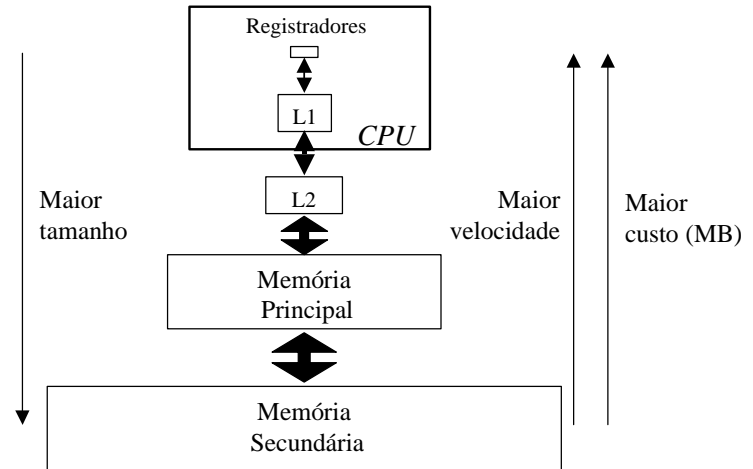 Registradores
L1
CPU
L2
Maior
tamanho
Maior
velocidade
Maior
custo (MB)
Memória
Principal
Memória
Secundária